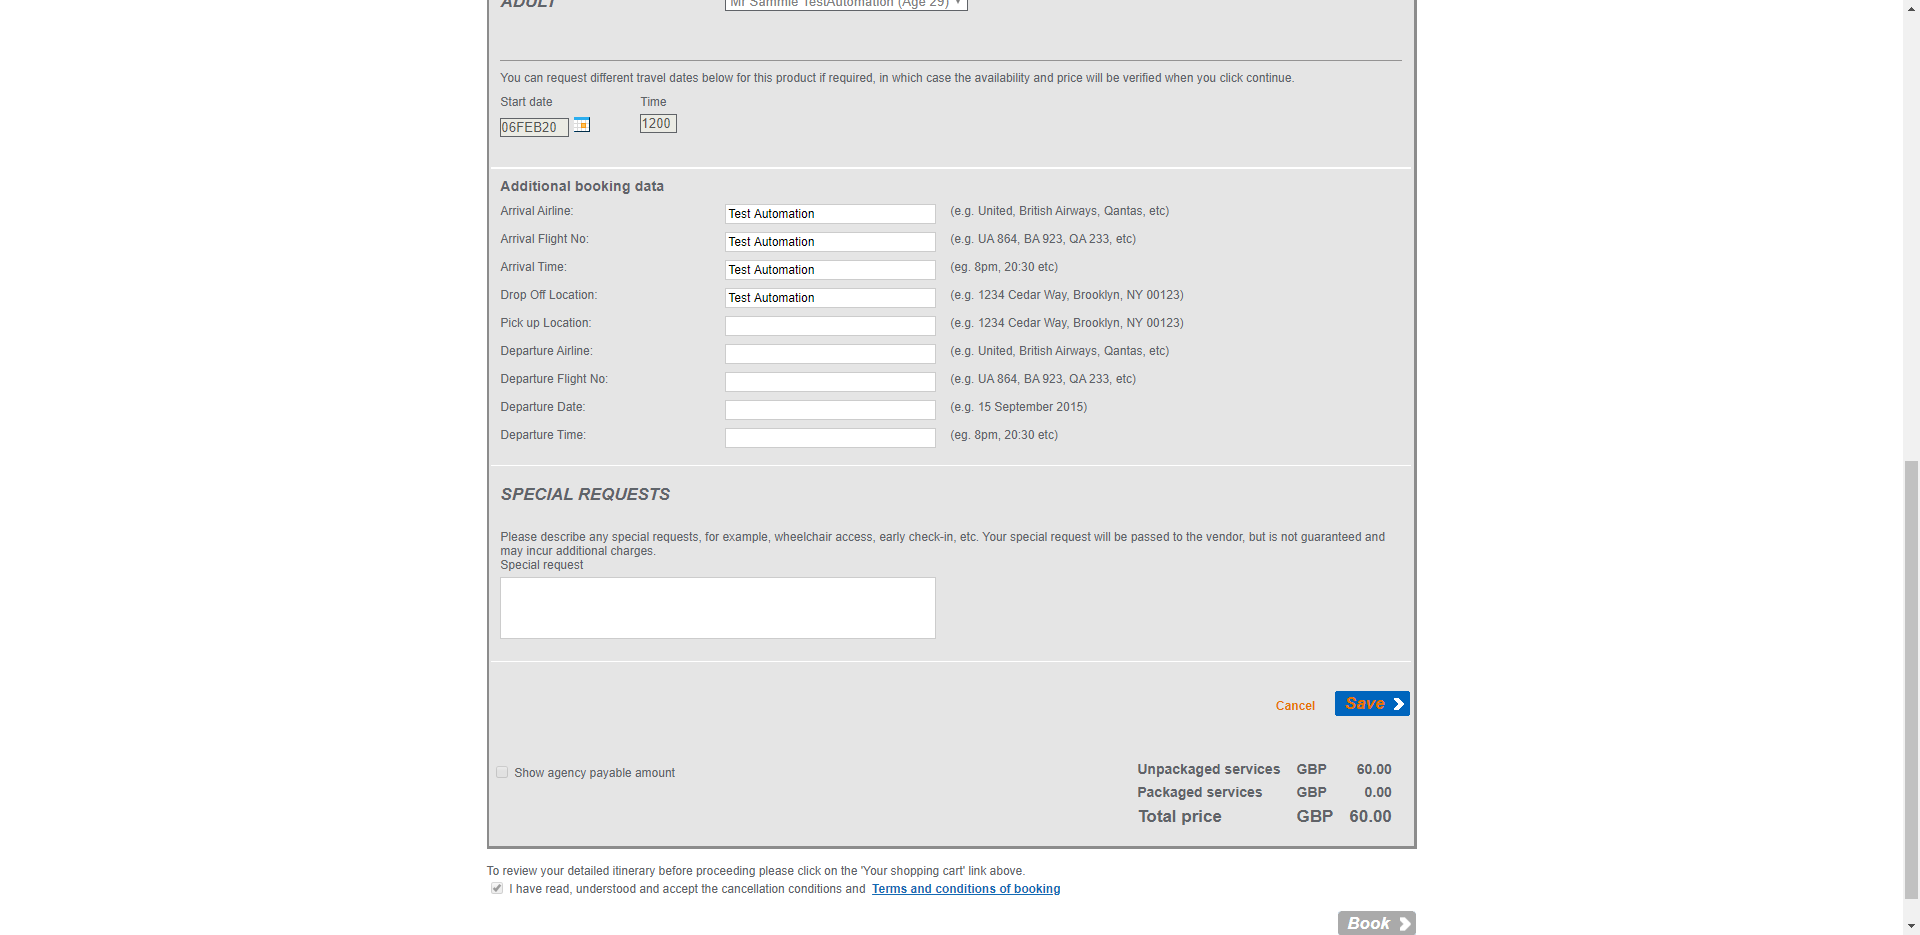 ADULT
Mr Sammie TestAutomation (Age 29)
You can request different travel dates below for this product if required, in which case the availability and price will be verified when you click continue.
Start date Time
06FEB20 1200
Additional booking data
Arrival Airline: Test Automation (e.g. United, British Airways, Qantas, etc)
Arrival Flight No: Test Automation (e.g. UA 864, BA 923, QA 233, etc)
Arrival Time: Test Automation (eg. 8pm, 20:30 etc)
Drop Off Location: Test Automation (e.g. 1234 Cedar Way, Brooklyn, NY 00123)
Pick up Location: (e.g. 1234 Cedar Way, Brooklyn, NY 00123)
Departure Airline: (e.g. United, British Airways, Qantas, etc)
Departure Flight No: (e.g. UA 864, BA 923, QA 233, etc)
Departure Date: (e.g. 15 September 2015)
Departure Time: (eg. 8pm, 20:30 etc)
SPECIAL REQUESTS
Please describe any special requests, for example, wheelchair access, early check-in, etc. Your special request will be passed to the vendor, but is not guaranteed and
may incur additional charges.
Special request
Cancel Save
Show agency payable amount
Unpackaged services GBP 60.00
Packaged services GBP 0.00
Total price GBP 60.00
To review your detailed itinerary before proceeding please click on the 'Your shopping cart' link above.
I have read, understood and accept the cancellation conditions and Terms and conditions of booking
Book